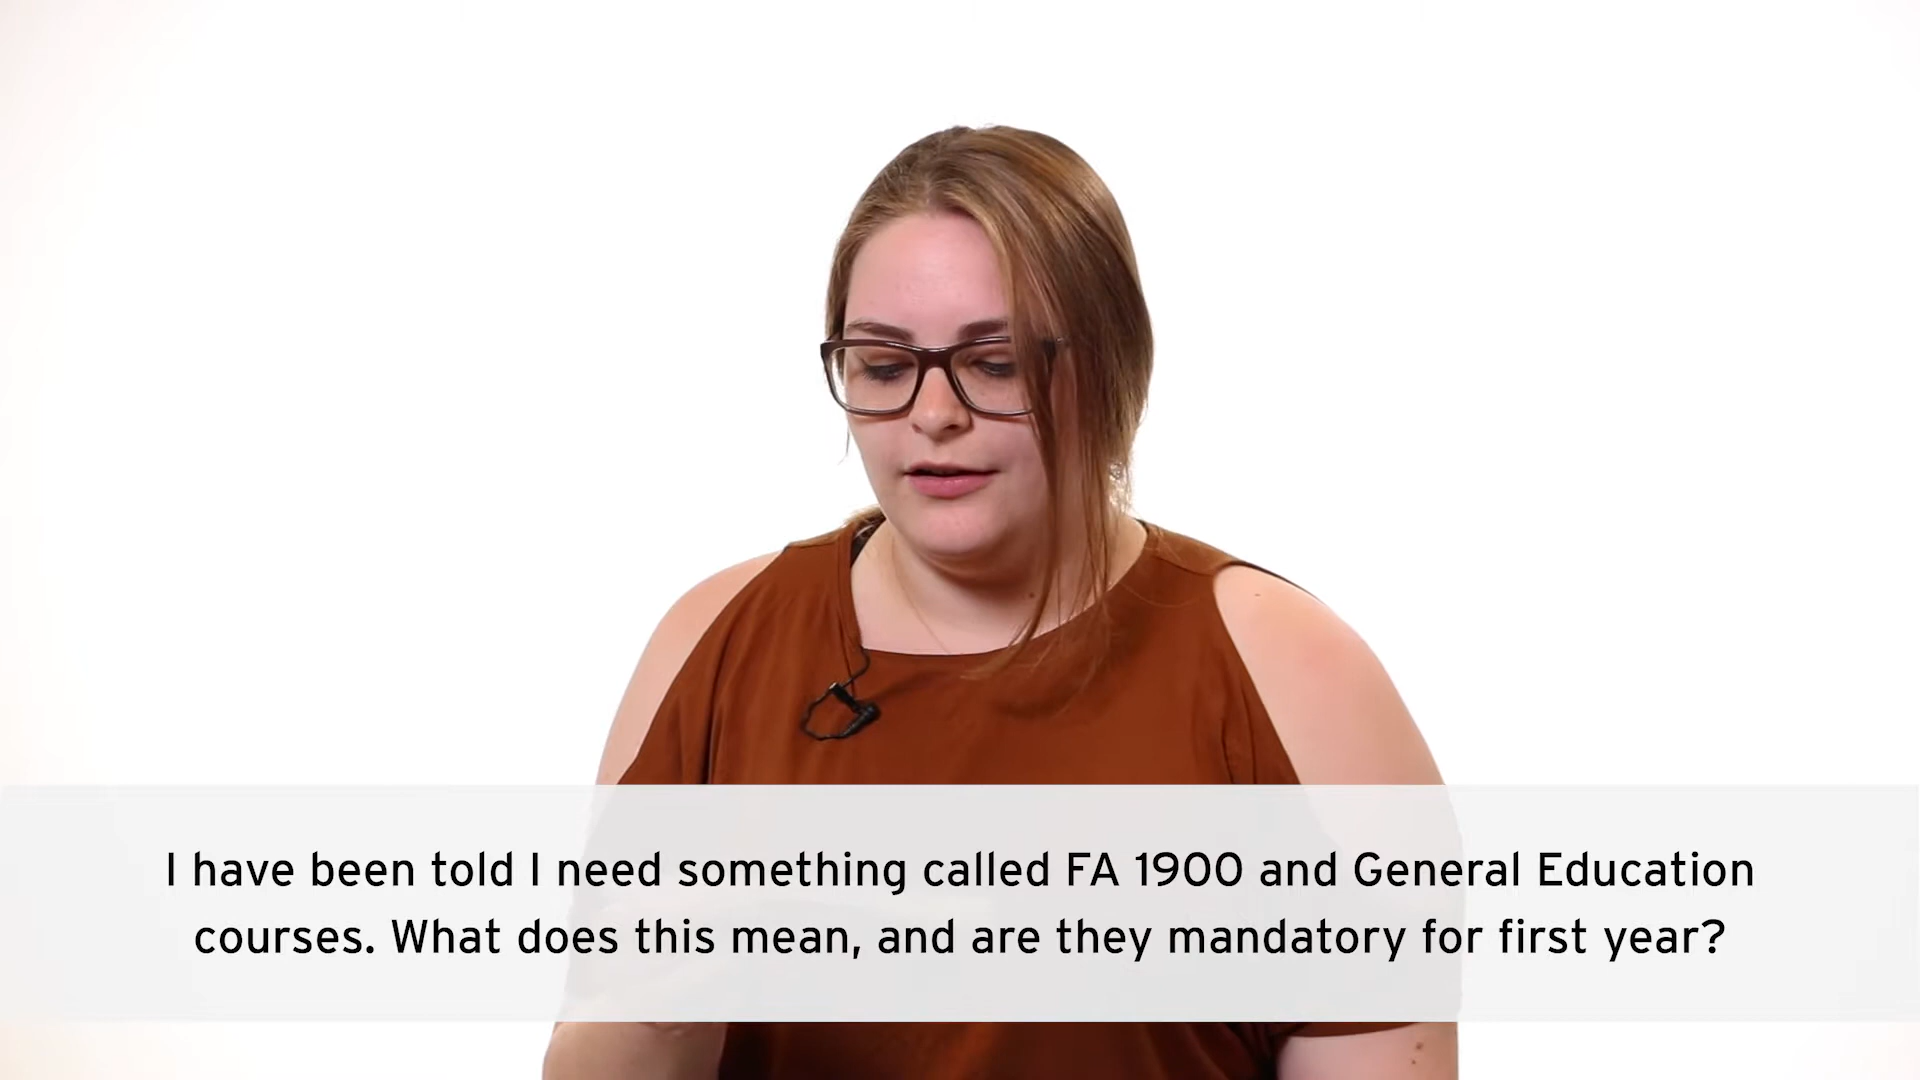 I have been told I need something called FA 1900 and General Education
courses. What does this mean, and are they mandatory for first year?